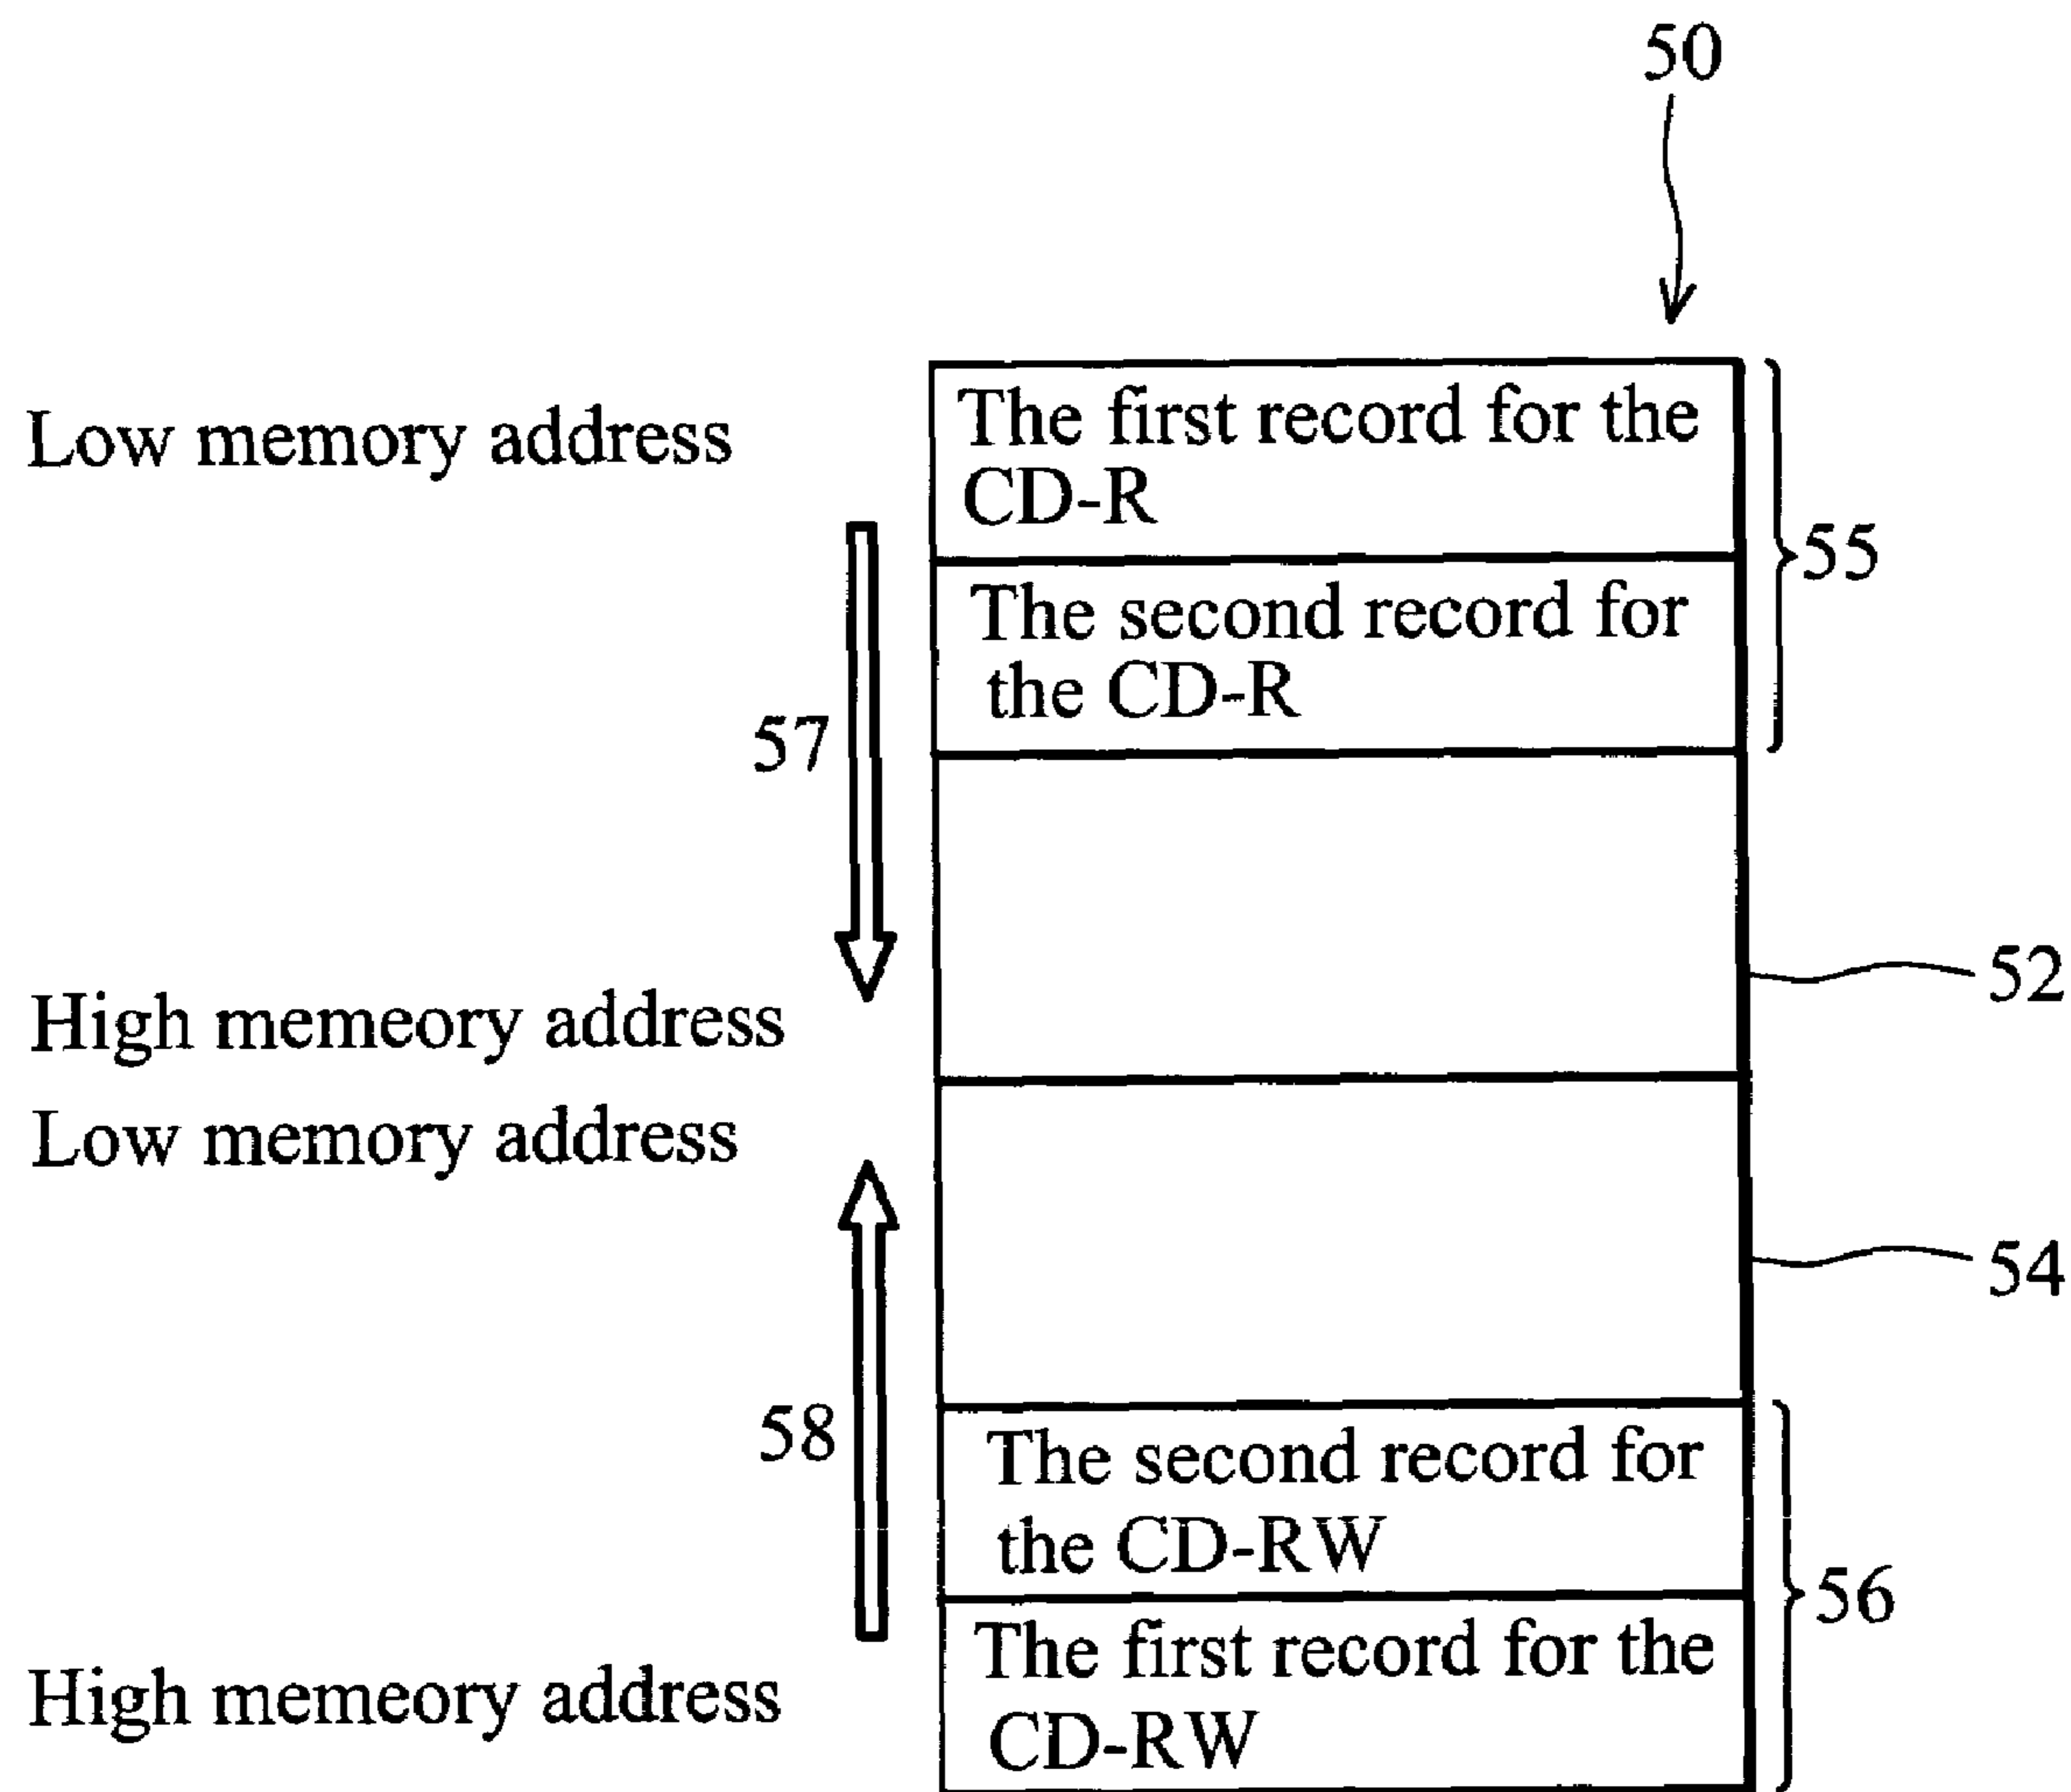 50
Low memory address
The first record for the
CD-R
55
The second record for
the CD-R
57
52
High memeory address
Low memory address
54
58
The second record for
the CD-RW
56
The first record for the
High memeory address
CD-RW